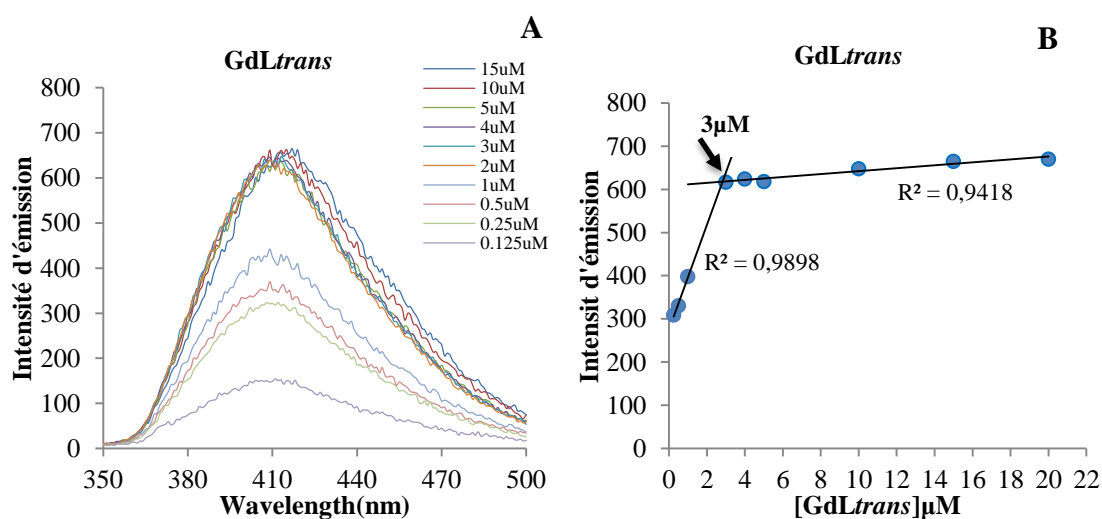 A
GdLtrans
15uM
10uM
5uM
4uM
3uM
2uM
1uM
0.5uM
0.25uM
0.125uM
Intensité d'émission
800
700
600
500
400
300
200
100
0
350 380 410 440 470 500
Wavelength(nm)
B
GdLtrans
Intensit d'émission
800
700
600
500
400
300
200
100
0
3µM
R² = 0,9418
R² = 0,9898
0 2 4 6 8 10 12 14 16 18 20 22
[GdLtrans]µM